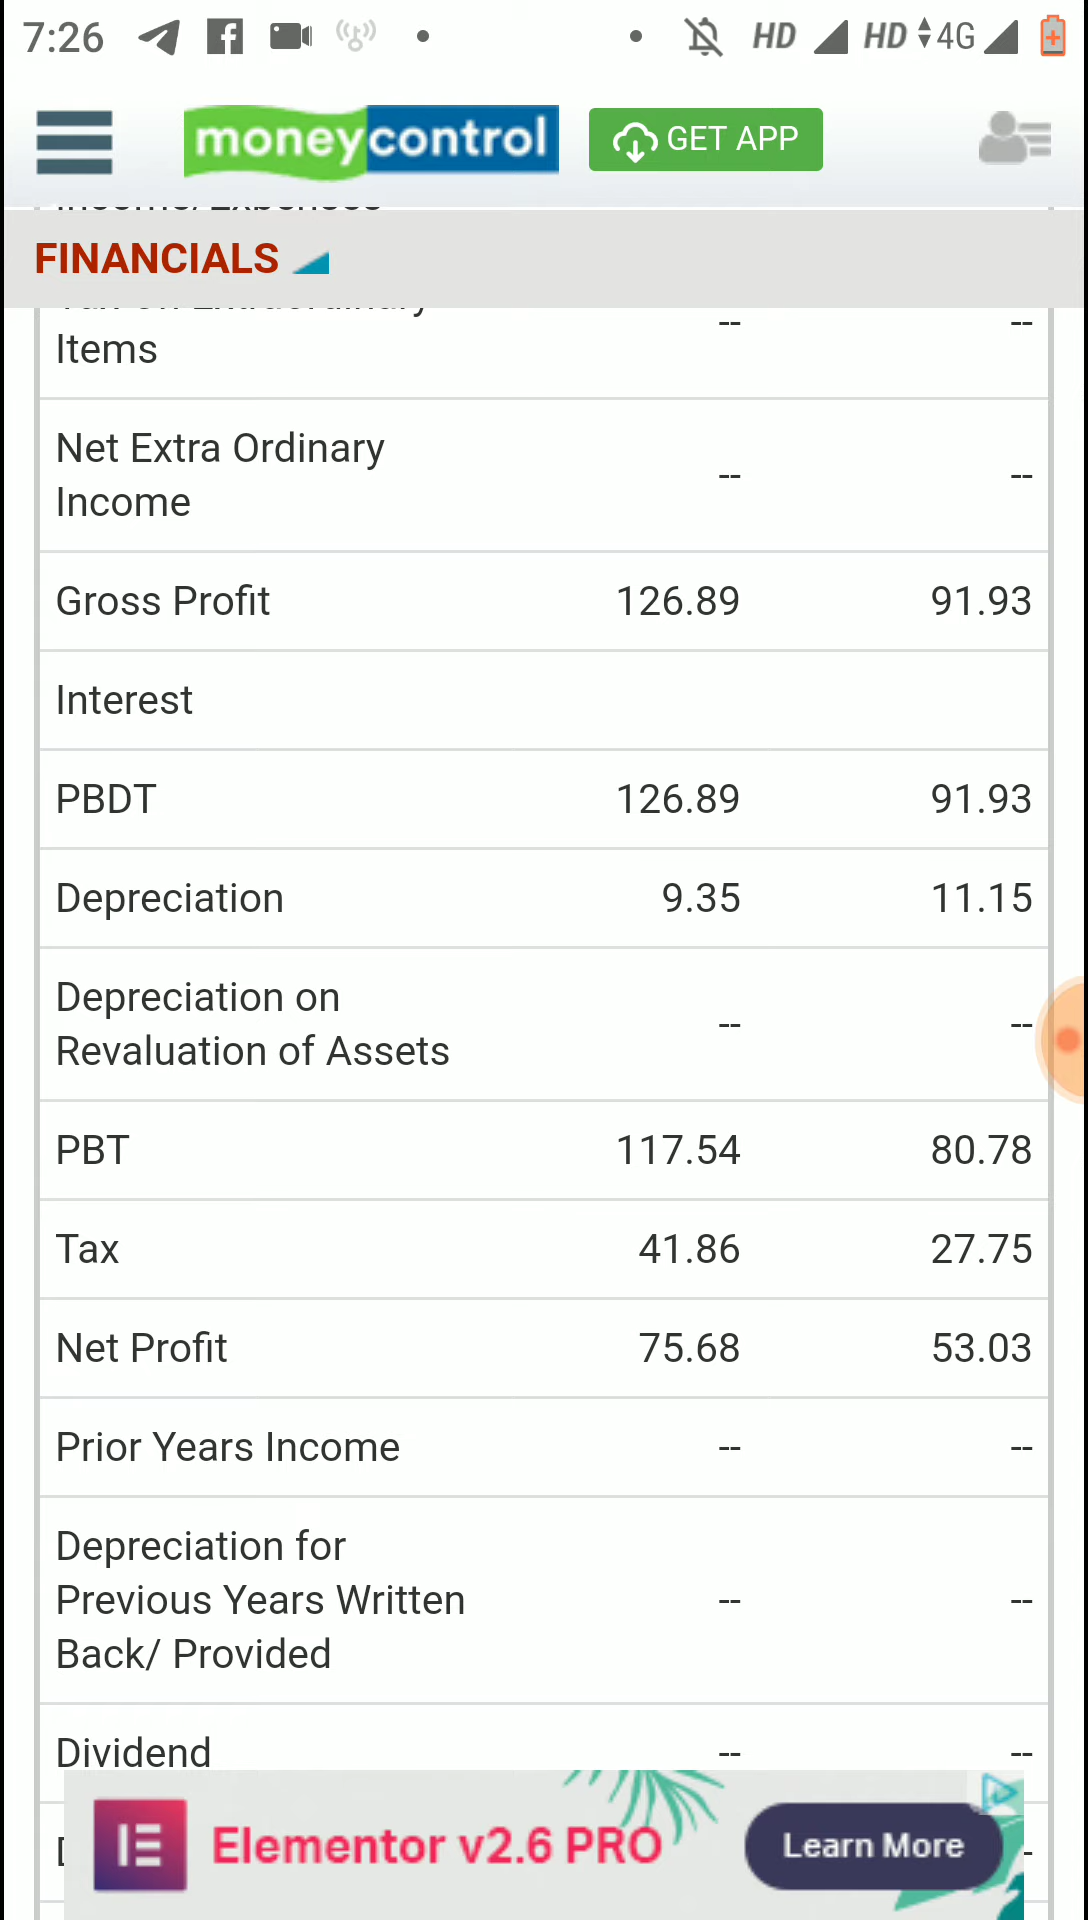 7:26 HD HD 4G
moneycontrol GET APP
FINANCIALS
Items -- --
Net Extra Ordinary
Income -- --
Gross Profit 126.89 91.93
Interest
PBDT 126.89 91.93
Depreciation 9.35 11.15
Depreciation on
Revaluation of Assets -- --
PBT 117.54 80.78
Tax 41.86 27.75
Net Profit 75.68 53.03
Prior Years Income -- --
Depreciation for
Previous Years Written
Back/ Provided -- --
Dividend -- --
Elementor v2.6 PRO Learn More